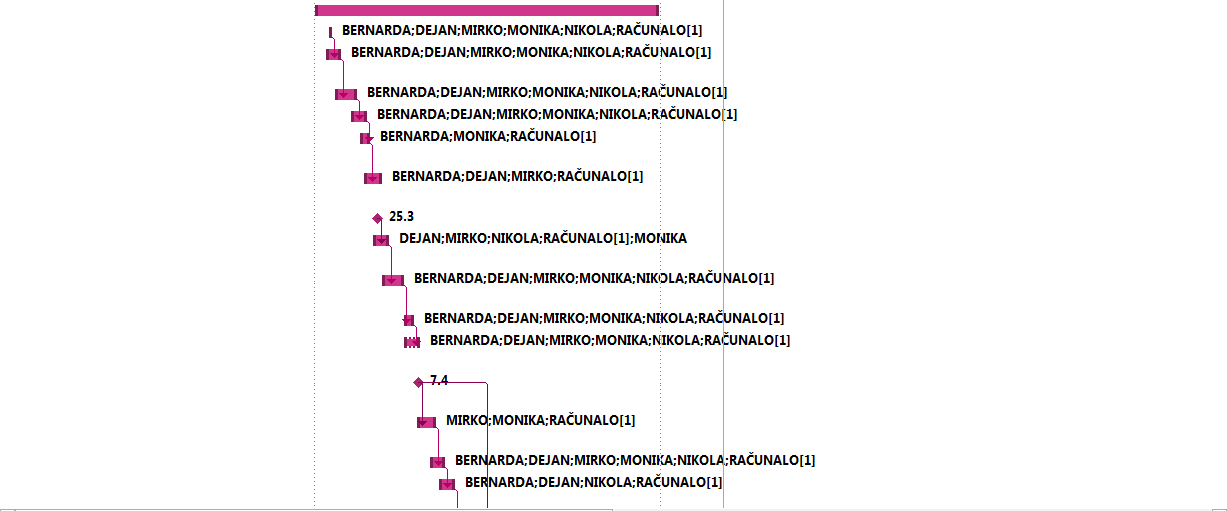 BERNARDA;DEJAN;MIRKO;MONIKA;NIKOLA;RAČUNALO[1]
BERNARDA;DEJAN;MIRKO;MONIKA;NIKOLA;RAČUNALO[1]
BERNARDA;DEJAN;MIRKO;MONIKA;NIKOLA;RAČUNALO[1]
BERNARDA;DEJAN;MIRKO;MONIKA;NIKOLA;RAČUNALO[1]
BERNARDA;MONIKA;RAČUNALO[1]
BERNARDA;DEJAN;MIRKO;RAČUNALO[1]
25.3
DEJAN;MIRKO;NIKOLA;RAČUNALO[1];MONIKA
BERNARDA;DEJAN;MIRKO;MONIKA;NIKOLA;RAČUNALO[1]
BERNARDA;DEJAN;MIRKO;MONIKA;NIKOLA;RAČUNALO[1]
BERNARDA;DEJAN;MIRKO;MONIKA;NIKOLA;RAČUNALO[1]
7.4
MIRKO;MONIKA;RAČUNALO[1]
BERNARDA;DEJAN;MIRKO;MONIKA;NIKOLA;RAČUNALO[1]
BERNARDA;DEJAN;NIKOLA;RAČUNALO[1]